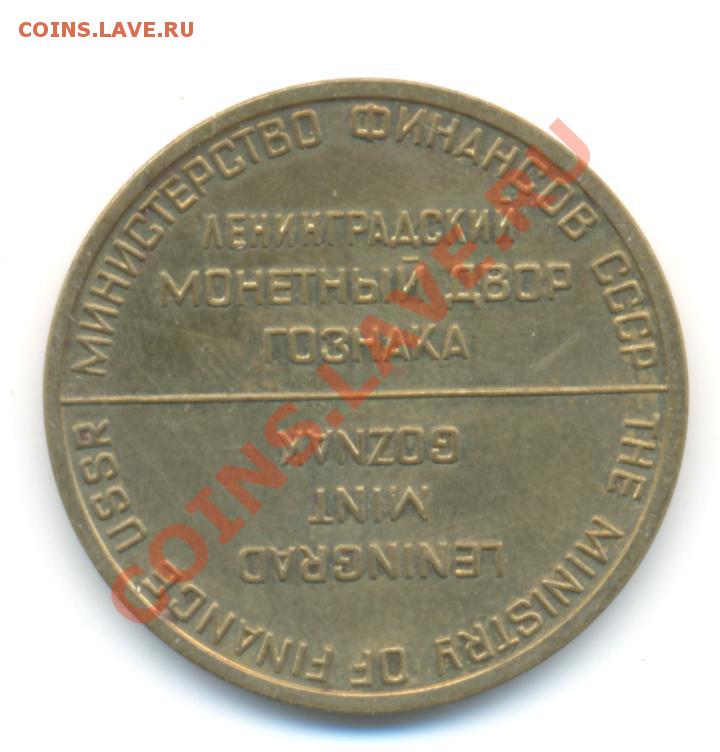 COINS.LAVE.RU
МИНИСТЕРСТВО ФИНАНСОВ СССР
ЛЕНИНГРАДСКИЙ
МОНЕТНЫЙ ДВОР
ГОЗНАКА
THE MINISTRY OF FINANCE USSR
LENINGRAD
MINT
GOZNAK
COINS.LAVE.RU